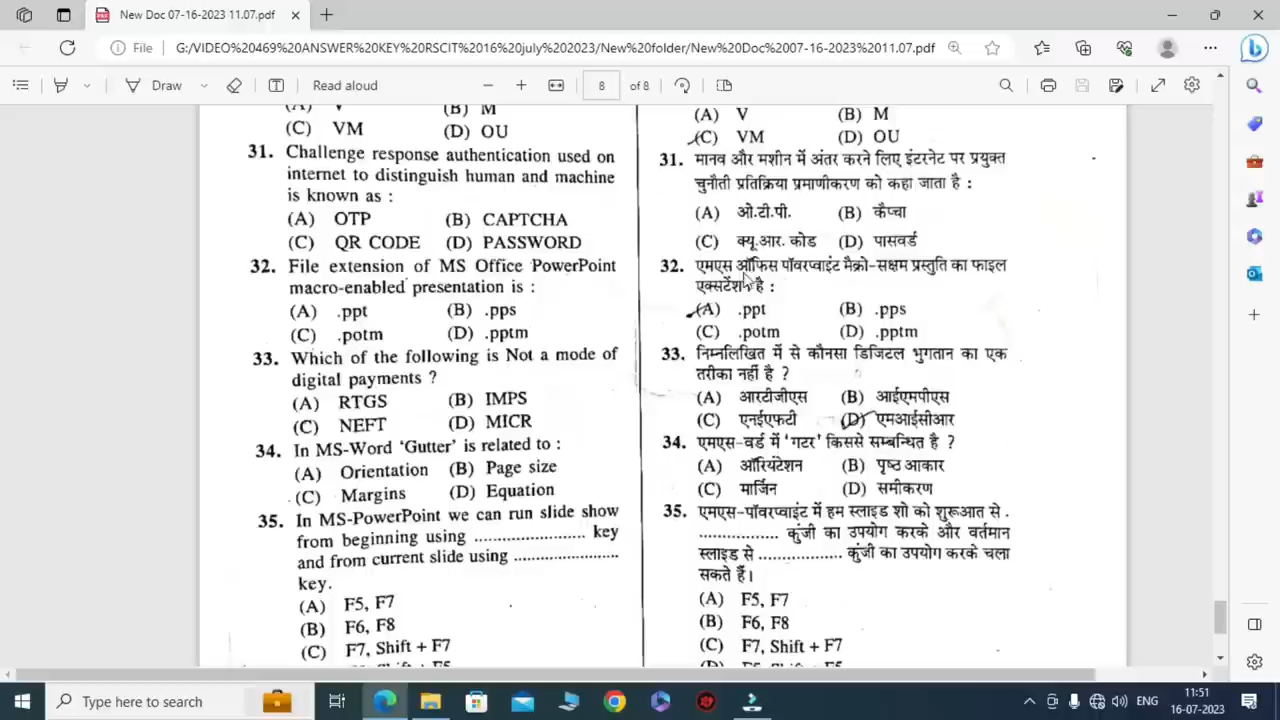 New Doc 07-16-2023 11.07.pdf
File
G:/VIDEO%20469%20ANSWER%20KEY%20RSCIT%2016%20july%202023/New%20folder/New%20Doc%2007-16-2023%2011.07.pdf
Draw
Read aloud
8
of 8
(A) V (B) M
(C) VM (D) OU
31. Challenge response authentication used on
internet to distinguish human and machine
is known as :
(A) OTP (B) CAPTCHA
(C) QR CODE (D) PASSWORD
32. File extension of MS Office PowerPoint
macro-enabled presentation is :
(A) .ppt (B) .pps
(C) .potm (D) .pptm
33. Which of the following is Not a mode of
digital payments ?
(A) RTGS (B) IMPS
(C) NEFT (D) MICR
34. In MS-Word ‘Gutter’ is related to :
(A) Orientation (B) Page size
(C) Margins (D) Equation
35. In MS-PowerPoint we can run slide show
from beginning using ...................... key
and from current slide using .....................
key.
(A) F5, F7
(B) F6, F8
(C) F7, Shift + F7
(A) V (B) M
(C) VM (D) OU
31. मानव और मशीन में अंतर करने लिए इंटरनेट पर प्रयुक्त
चुनौती प्रतिक्रिया प्रमाणीकरण को कहा जाता है :
(A) ओ.टी.पी. (B) कैप्चा
(C) क्यू.आर. कोड (D) पासवर्ड
32. एमएस ऑफिस पॉवरप्वाइंट मैक्रो-सक्षम प्रस्तुति का फाइल
एक्सटेंशन है :
(A) .ppt (B) .pps
(C) .potm (D) .pptm
33. निम्नलिखित में से कौनसा डिजिटल भुगतान का एक
तरीका नहीं है ?
(A) आरटीजीएस (B) आईएमपीएस
(C) एनईएफटी (D) एमआईसीआर
34. एमएस-वर्ड में ‘गटर’ किससे सम्बन्धित है ?
(A) ऑरियंटेशन (B) पृष्ठ आकार
(C) मार्जिन (D) समीकरण
35. एमएस-पॉवरप्वाइंट में हम स्लाइड शो को शुरूआत से .
................ कुंजी का उपयोग करके और वर्तमान
स्लाइड से ................. कुंजी का उपयोग करके चला
सकते हैं।
(A) F5, F7
(B) F6, F8
(C) F7, Shift + F7
(D) F5, Shift + F5
Type here to search
ENG
11:51
16-07-2023